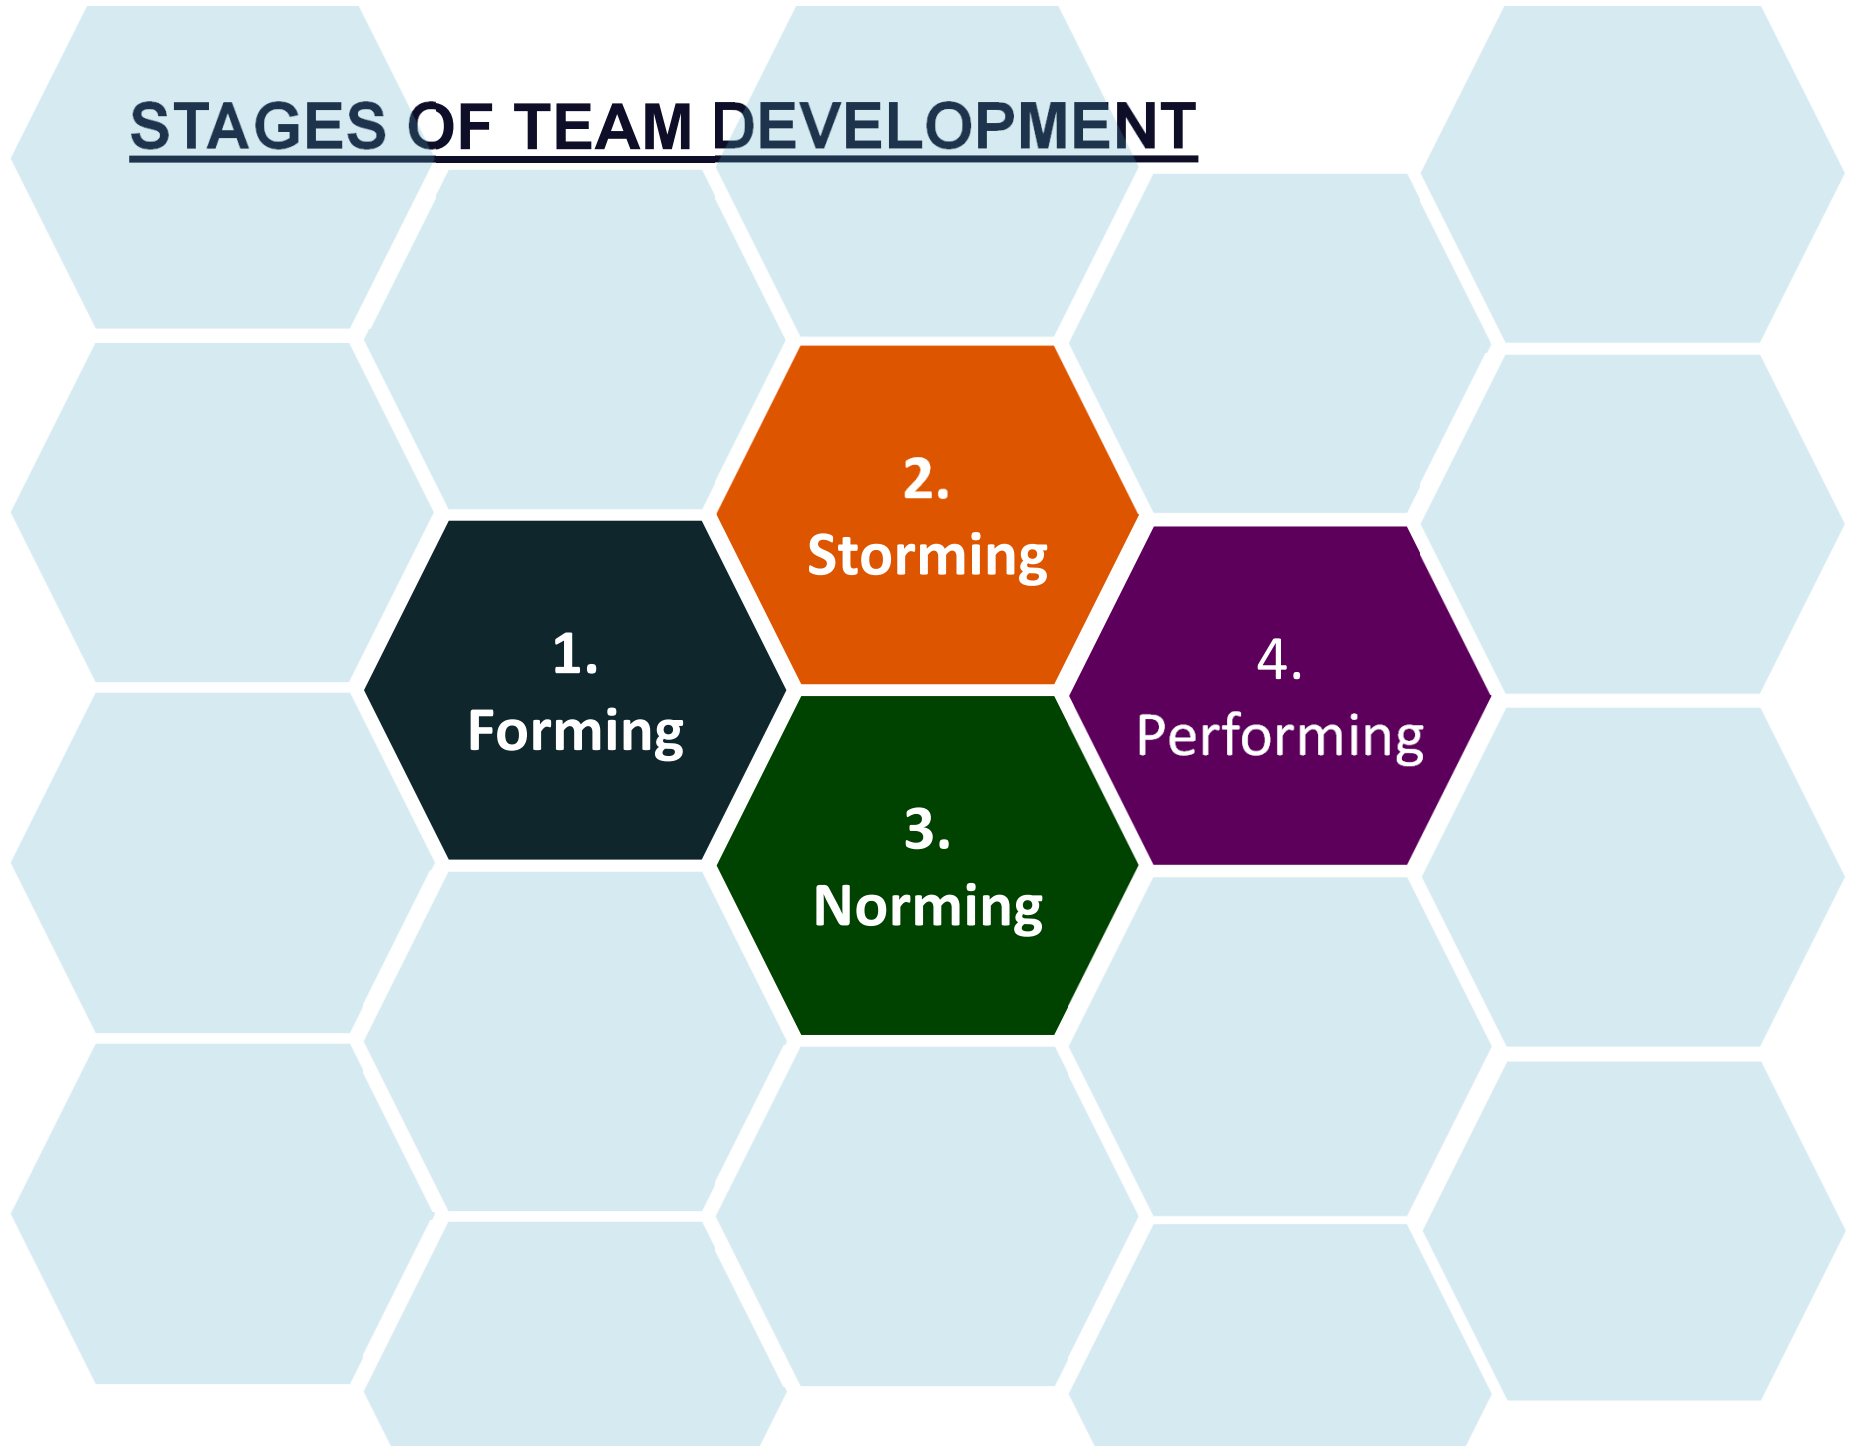 STAGES OF TEAM DEVELOPMENT
1.
Forming
2.
Storming
3.
Norming
4.
Performing